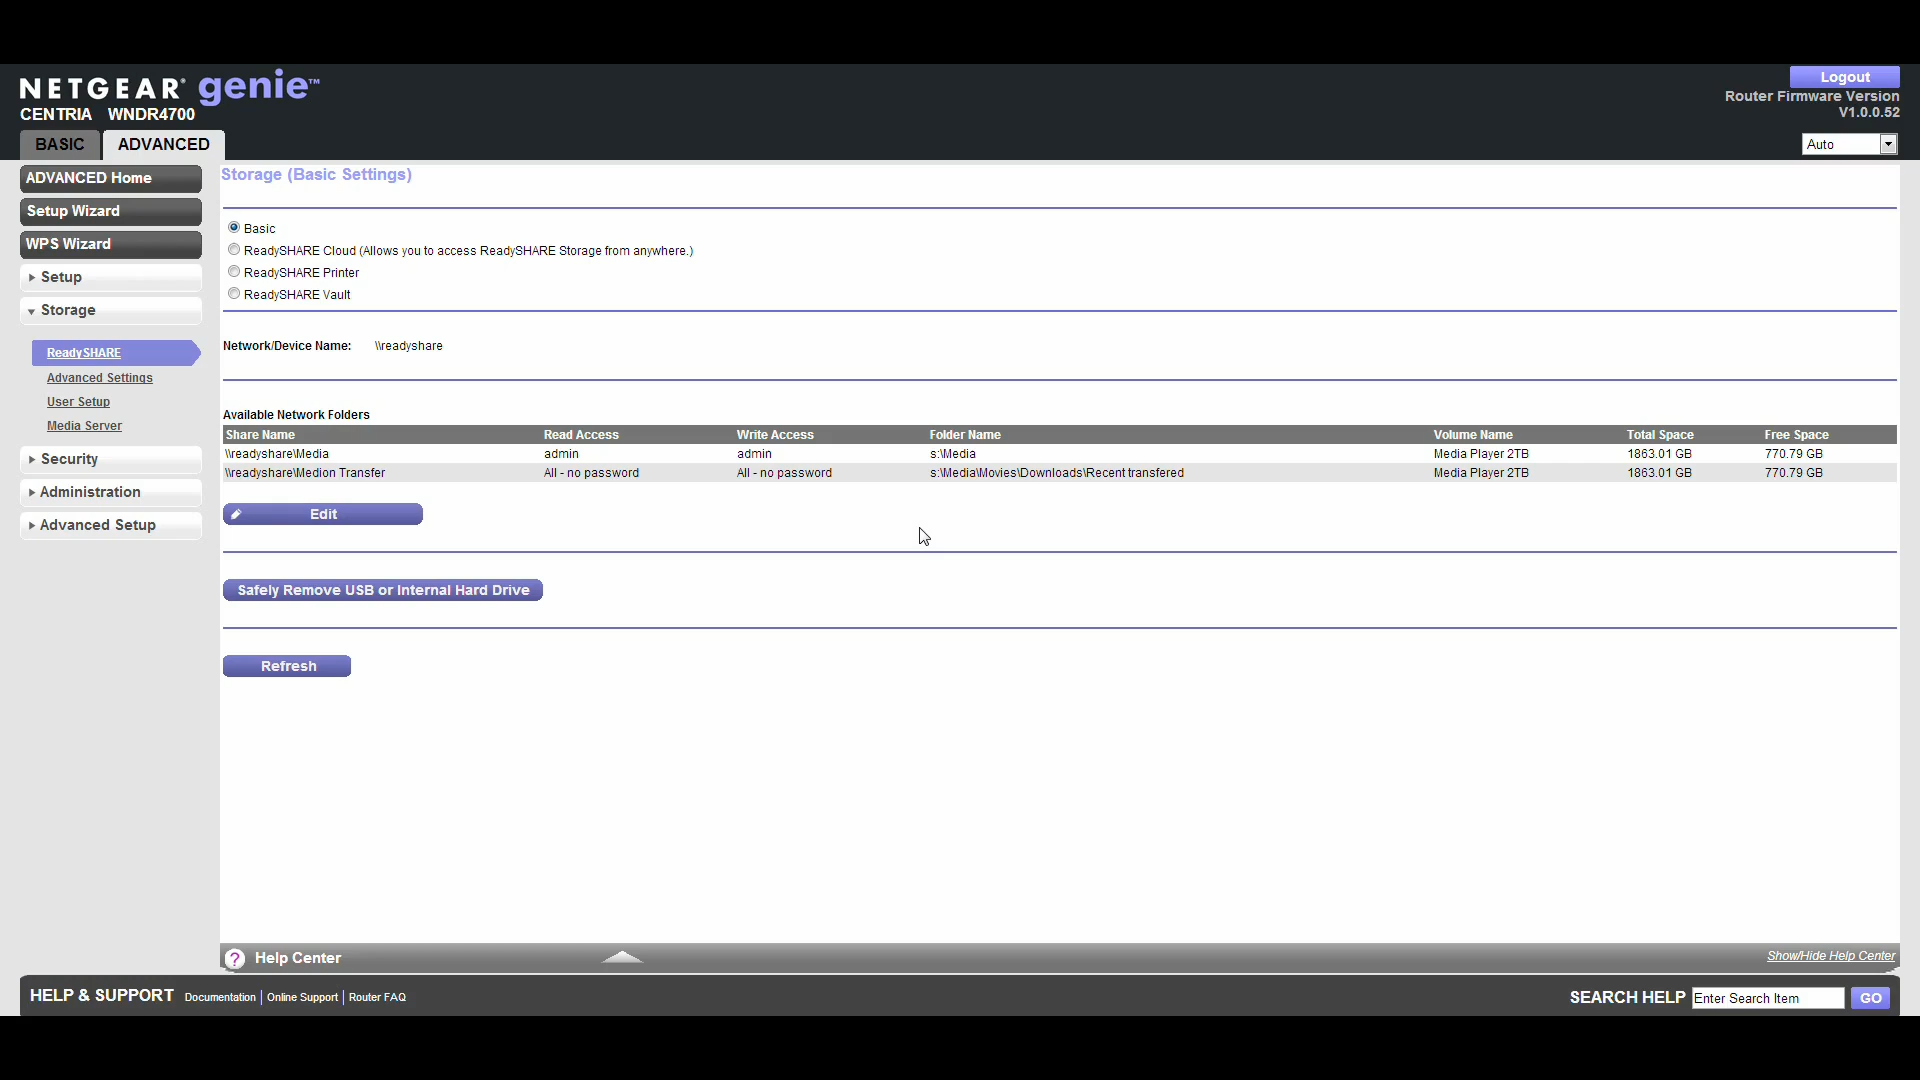 NETGEAR® genie™
Logout
CENTRIA WNDR4700
Router Firmware Version
V1.0.0.52
BASIC
ADVANCED
Auto
ADVANCED Home
Setup Wizard
WPS Wizard
Setup
Storage
ReadySHARE
Advanced Settings
User Setup
Media Server
Security
Administration
Advanced Setup
Storage (Basic Settings)
Basic
ReadySHARE Cloud (Allows you to access ReadySHARE Storage from anywhere.)
ReadySHARE Printer
ReadySHARE Vault
Network/Device Name: \\readyshare
Available Network Folders
Share Name Read Access Write Access Folder Name Volume Name Total Space Free Space
\\readyshare\Media admin admin s:\Media Media Player 2TB 1863.01 GB 770.79 GB
\\readyshare\Medion Transfer All - no password All - no password s:\Media\Movies\Downloads\Recent transfered Media Player 2TB 1863.01 GB 770.79 GB
Edit
Safely Remove USB or Internal Hard Drive
Refresh
? Help Center
Show/Hide Help Center
HELP & SUPPORT Documentation | Online Support | Router FAQ
SEARCH HELP Enter Search Item GO